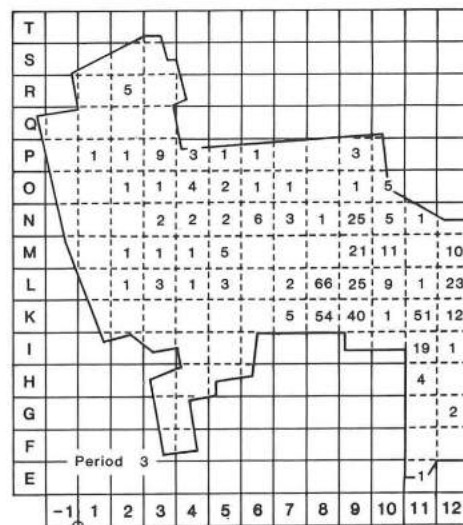 T
S
R 5
Q
P 1 1 9 3 1 1 3
O 1 1 4 2 1 1 1 5
N 2 2 2 6 3 1 25 5 1
M 1 1 1 5 21 11 10
L 1 3 1 3 2 66 25 9 1 23
K 5 54 40 1 51 12
I 19 1
H 4
G 2
F
Period 3
E 1
-1 1 2 3 4 5 6 7 8 9 10 11 12